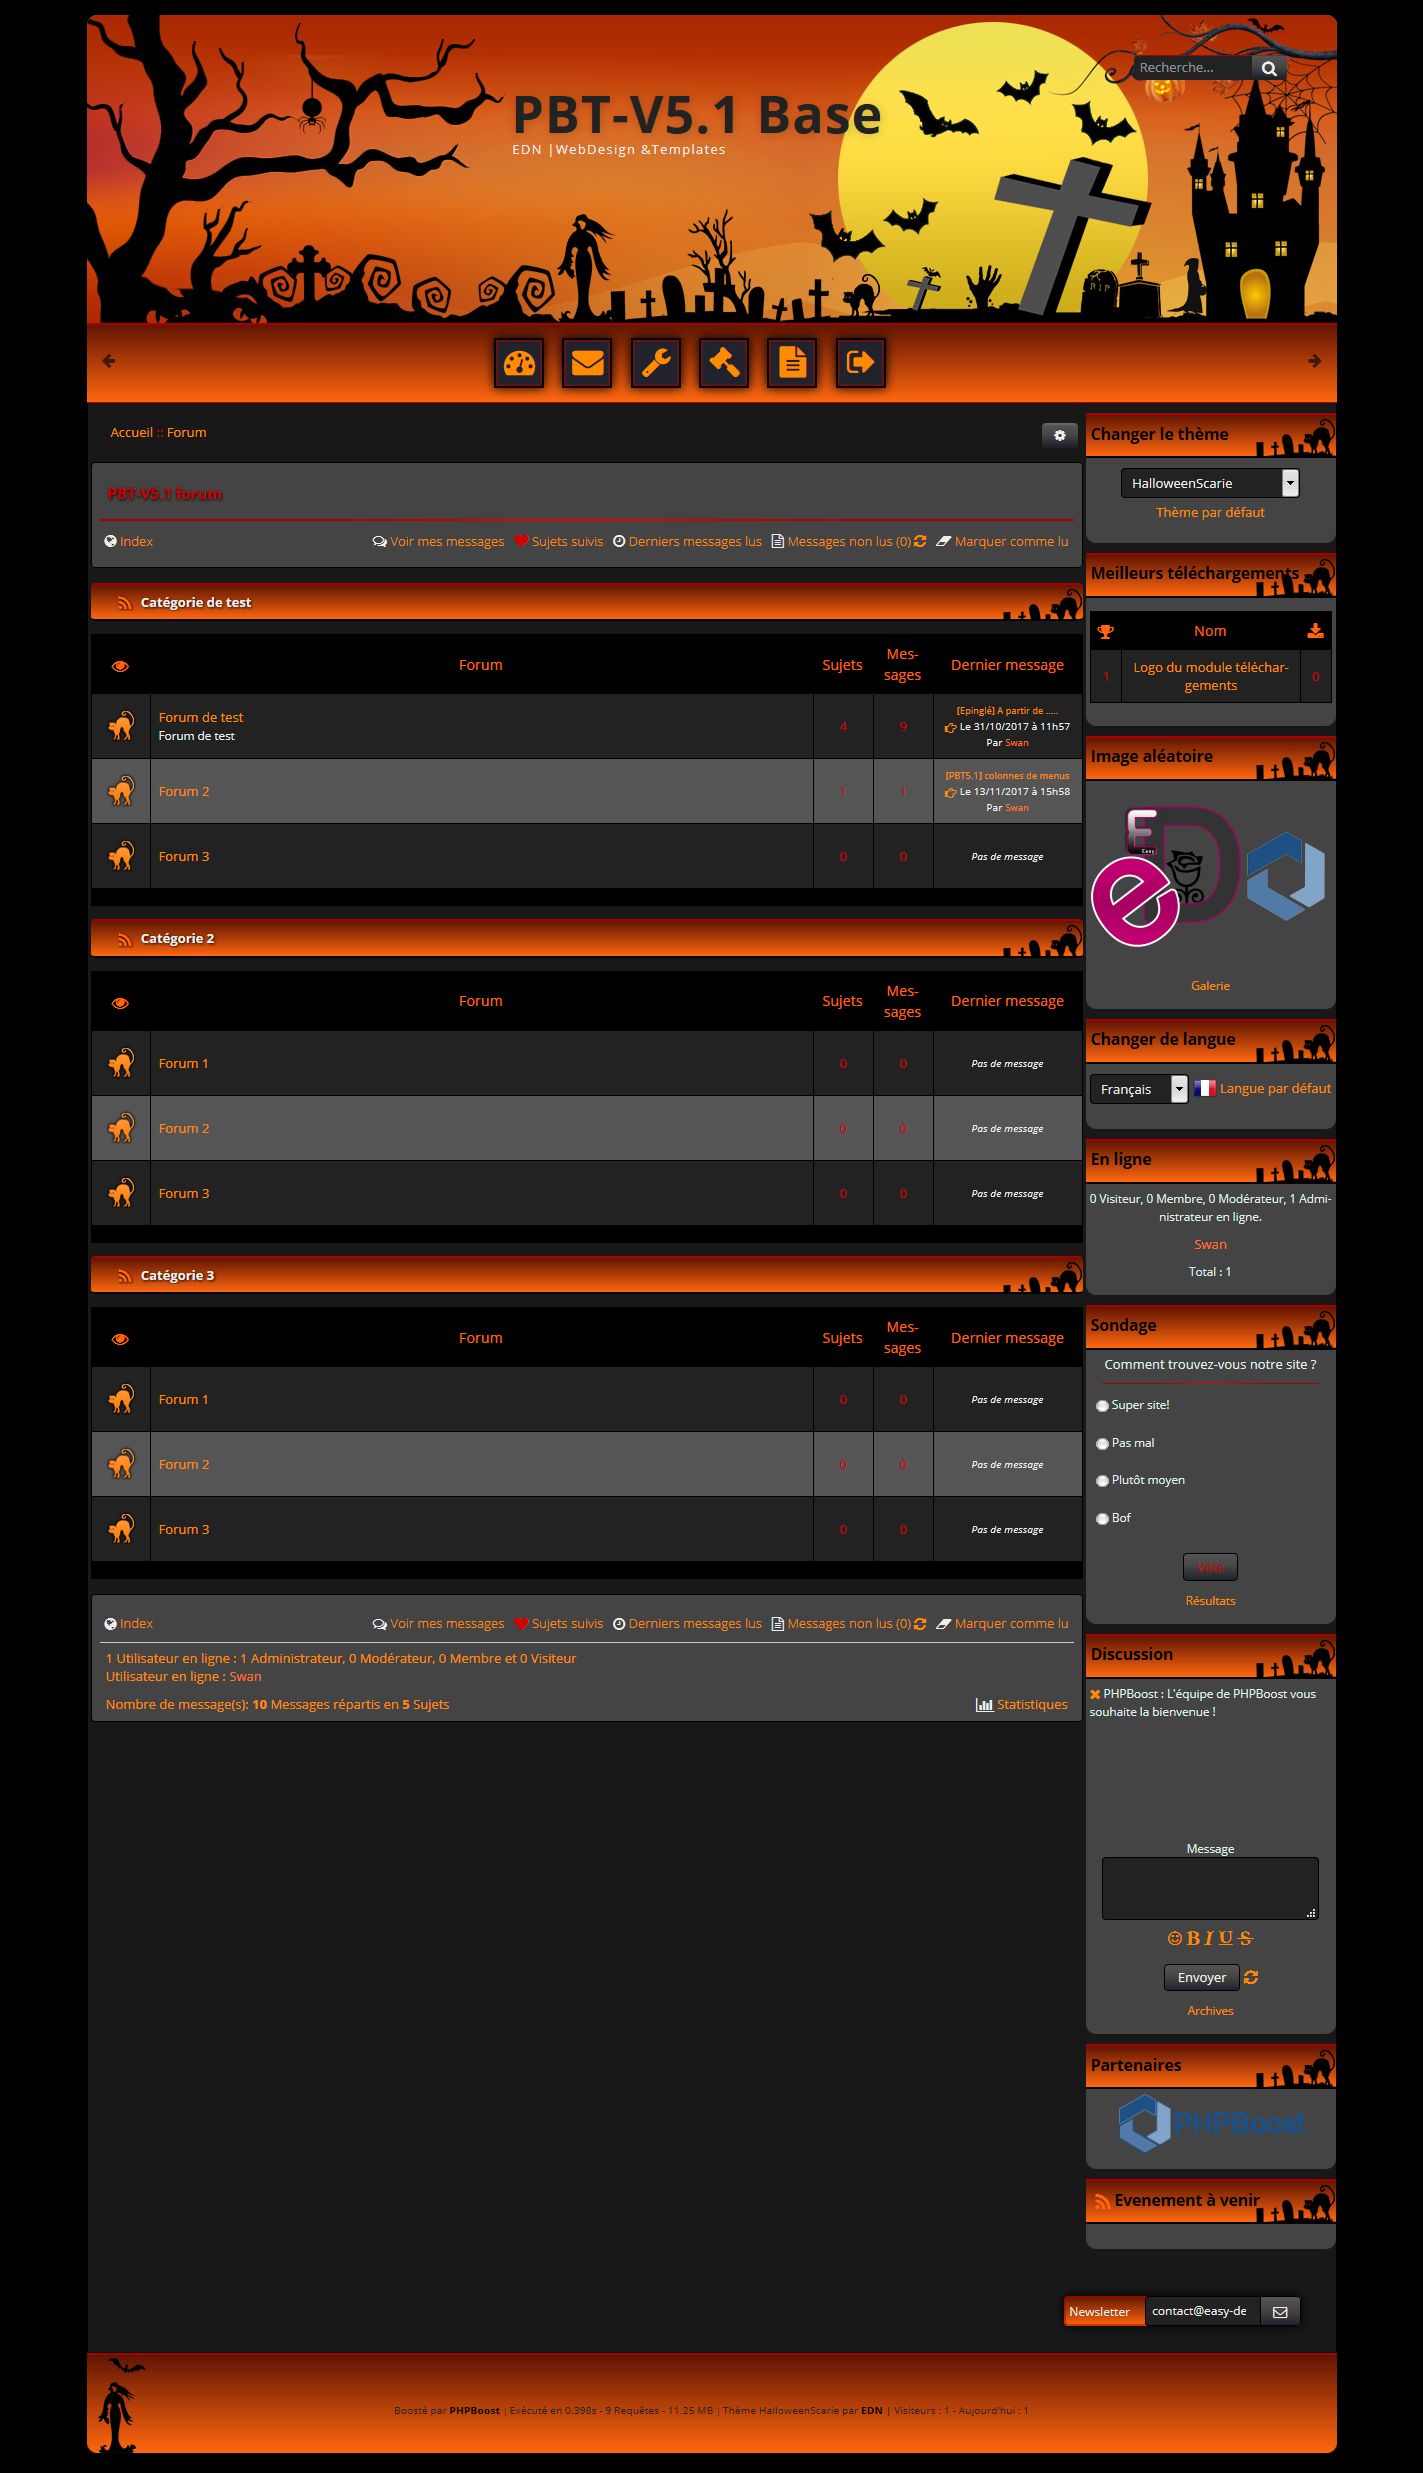 Recherche...
PBT-V5.1 Base
EDN |WebDesign &Templates
RIP
Accueil :: Forum
PBT-V5.1 forum
Index Voir mes messages Sujets suivis Derniers messages lus Messages non lus (0) Marquer comme lu
Catégorie de test
Forum Sujets Mes-
sages Dernier message
Forum de test
Forum de test
4 9
[Epinglé] A partir de .....
Le 31/10/2017 à 11h57
Par Swan
Forum 2 1 1
[PBT5.1] colonnes de menus
Le 13/11/2017 à 15h58
Par Swan
Forum 3 0 0 Pas de message
Catégorie 2
Forum Sujets Mes-
sages Dernier message
Forum 1 0 0 Pas de message
Forum 2 0 0 Pas de message
Forum 3 0 0 Pas de message
Catégorie 3
Forum Sujets Mes-
sages Dernier message
Forum 1 0 0 Pas de message
Forum 2 0 0 Pas de message
Forum 3 0 0 Pas de message
Index Voir mes messages Sujets suivis Derniers messages lus Messages non lus (0) Marquer comme lu
1 Utilisateur en ligne : 1 Administrateur, 0 Modérateur, 0 Membre et 0 Visiteur
Utilisateur en ligne : Swan
Nombre de message(s): 10 Messages répartis en 5 Sujets Statistiques
Changer le thème
HalloweenScarie
Thème par défaut
Meilleurs téléchargements
Nom
1 Logo du module téléchar-
gements 0
Image aléatoire
E D
Easy
e
Galerie
Changer de langue
Français Langue par défaut
En ligne
0 Visiteur, 0 Membre, 0 Modérateur, 1 Admi-
nistrateur en ligne.
Swan
Total : 1
Sondage
Comment trouvez-vous notre site ?
Super site!
Pas mal
Plutôt moyen
Bof
Voter
Résultats
Discussion
PHPBoost : L'équipe de PHPBoost vous
souhaite la bienvenue !
Message
B I U S
Envoyer
Archives
Partenaires
PHPBoost
Evenement à venir
Newsletter contact@easy-de
Boosté par PHPBoost | Exécuté en 0.398s - 9 Requêtes - 11.25 MB | Thème HalloweenScarie par EDN | Visiteurs : 1 - Aujourd'hui : 1